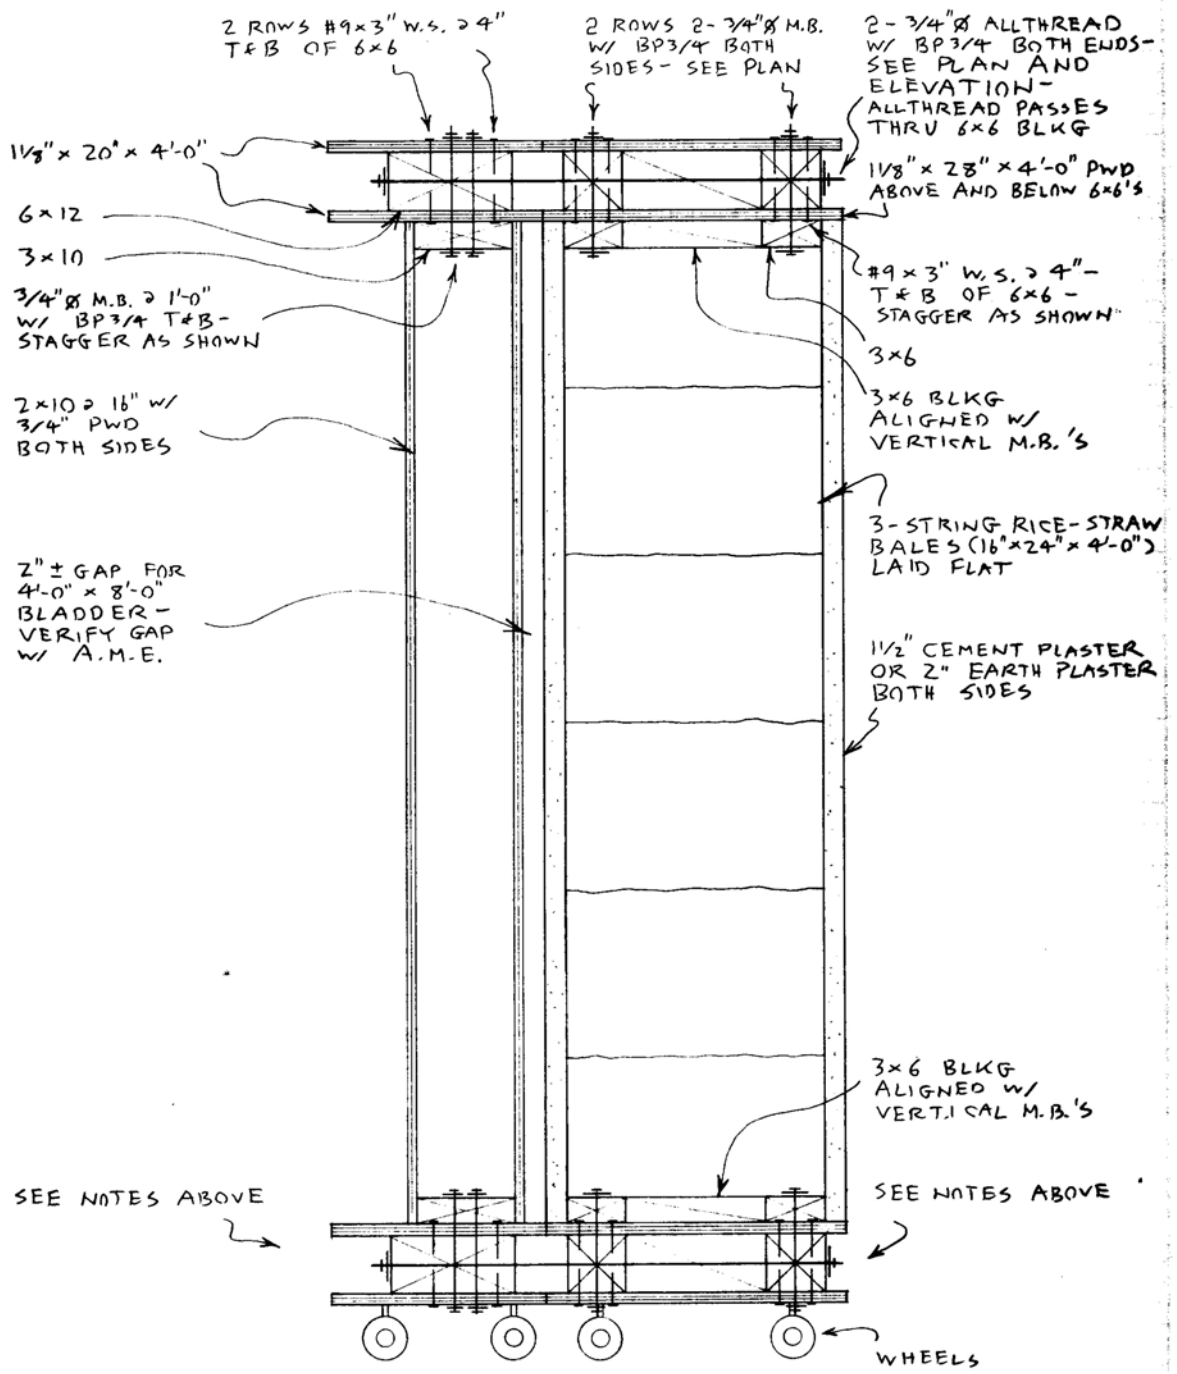 2 ROWS #9×3" W.S. @ 4"
T&B OF 6×6
2 ROWS 2-3/4"Ø M.B.
W/ BP3/4 BOTH
SIDES- SEE PLAN
2-3/4"Ø ALLTHREAD
W/ BP3/4 BOTH ENDS-
SEE PLAN AND
ELEVATION-
ALLTHREAD PASSES
THRU 6×6 BLKG
1 1/8" × 20" × 4'-0"
1 1/8" × 28" × 4'-0" PWD
ABOVE AND BELOW 6×6'S
6×12
3×10
3/4"Ø M.B. @ 1'-0"
W/ BP3/4 T&B-
STAGGER AS SHOWN
#9×3" W.S. @ 4"-
T&B OF 6×6-
STAGGER AS SHOWN
3×6
2×10 @ 16" W/
3/4" PWD
BOTH SIDES
3×6 BLKG
ALIGNED W/
VERTICAL M.B.'S
3-STRING RICE-STRAW
BALES (16"×24"×4'-0")
LAID FLAT
2"± GAP FOR
4'-0" × 8'-0"
BLADDER-
VERIFY GAP
W/ A.M.E.
1 1/2" CEMENT PLASTER
OR 2" EARTH PLASTER
BOTH SIDES
3×6 BLKG
ALIGNED W/
VERTICAL M.B.'S
SEE NOTES ABOVE
SEE NOTES ABOVE
WHEELS